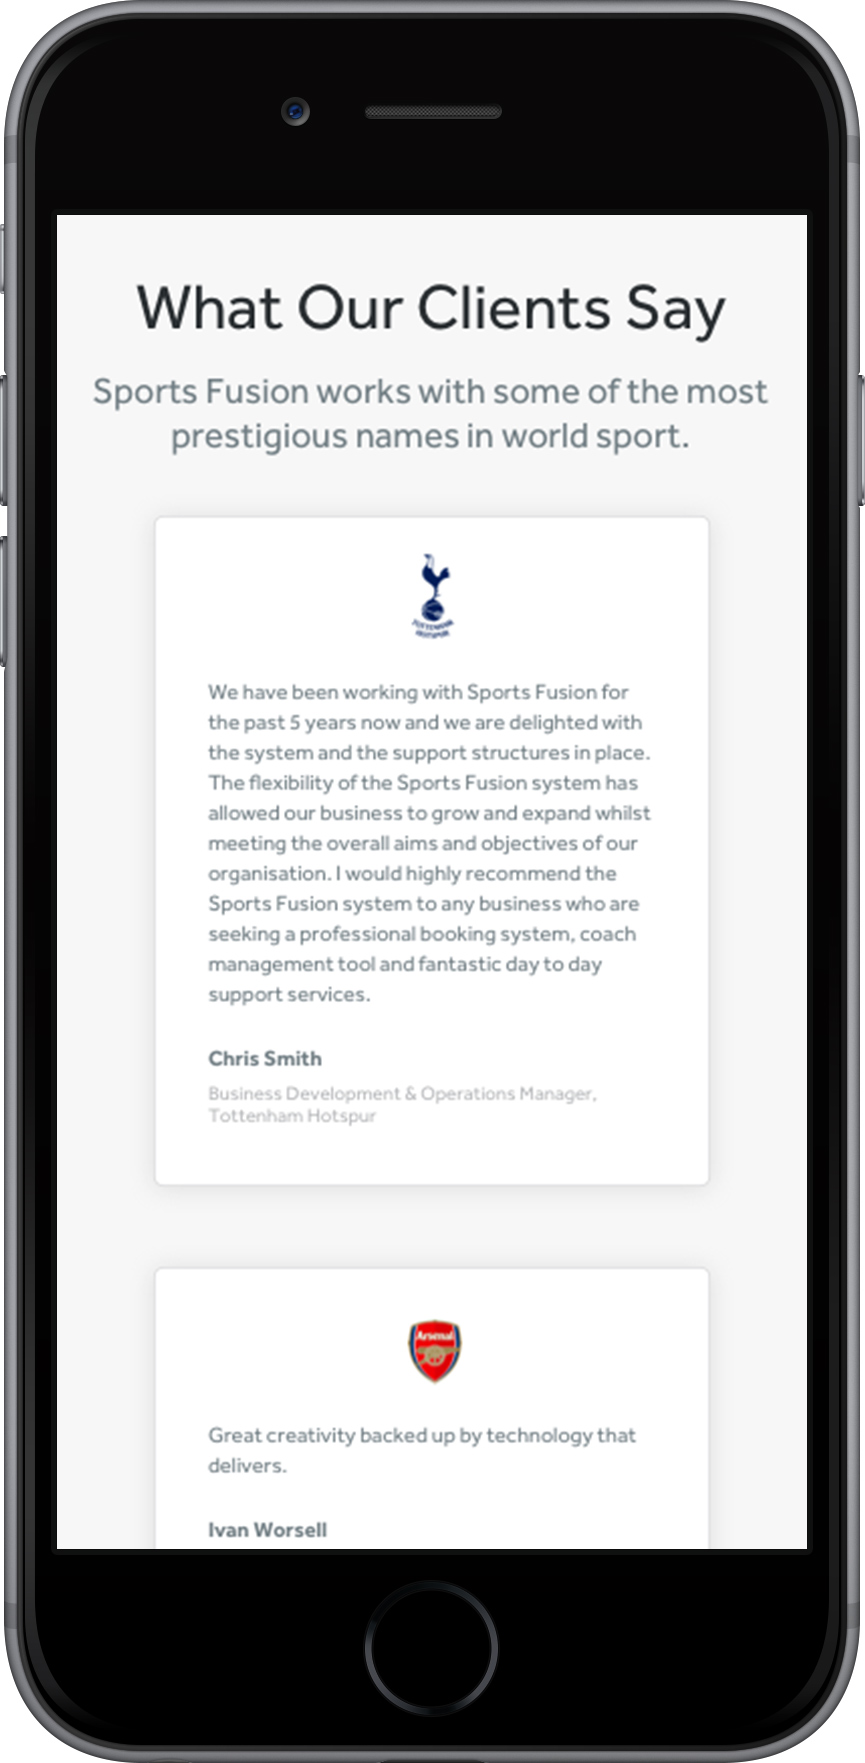 What Our Clients Say
Sports Fusion works with some of the most
prestigious names in world sport.
TOTTENHAM
HOTSPUR
We have been working with Sports Fusion for
the past 5 years now and we are delighted with
the system and the support structures in place.
The flexibility of the Sports Fusion system has
allowed our business to grow and expand whilst
meeting the overall aims and objectives of our
organisation. I would highly recommend the
Sports Fusion system to any business who are
seeking a professional booking system, coach
management tool and fantastic day to day
support services.
Chris Smith
Business Development & Operations Manager,
Tottenham Hotspur
Arsenal
Great creativity backed up by technology that
delivers.
Ivan Worsell